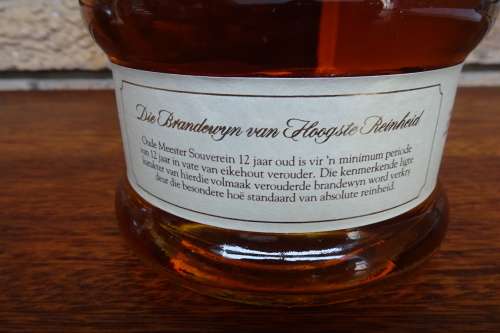 Die Brandewyn van Hoogste Reinheid
Oude Meester Souverein 12 jaar oud is vir 'n minimum periode
van 12 jaar in vate van eikehout verouder. Die kenmerkende ligte
karakter van hierdie volmaak verouderde brandewyn word verkry
deur die besondere hoë standaard van absolute reinheid.